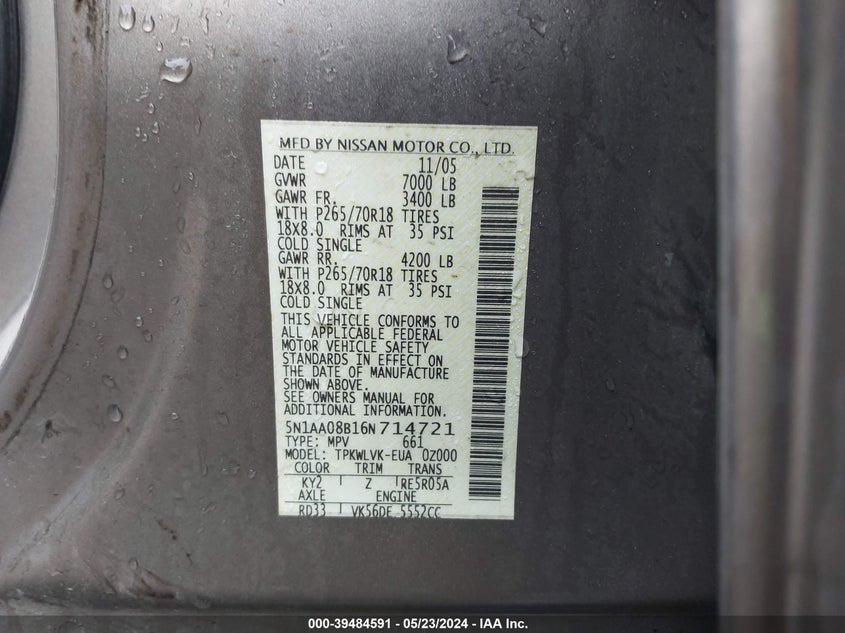 MFD BY NISSAN MOTOR CO., LTD.
DATE 11/05
GVWR 7000 LB
GAWR FR. 3400 LB
WITH P265/70R18 TIRES
18X8.0 RIMS AT 35 PSI
COLD SINGLE
GAWR RR. 4200 LB
WITH P265/70R18 TIRES
18X8.0 RIMS AT 35 PSI
COLD SINGLE
THIS VEHICLE CONFORMS TO
ALL APPLICABLE FEDERAL
MOTOR VEHICLE SAFETY
STANDARDS IN EFFECT ON
THE DATE OF MANUFACTURE
SHOWN ABOVE.
SEE OWNERS MANUAL FOR
ADDITIONAL INFORMATION.
5N1AA08B16N714721
TYPE: MPV 661
MODEL: TPKWLVK-EUA 0Z000
COLOR TRIM TRANS
KY2 Z RE5R05A
AXLE ENGINE
RD33 VK56DE 5552CC
000-39484591 - 05/23/2024 - IAA Inc.